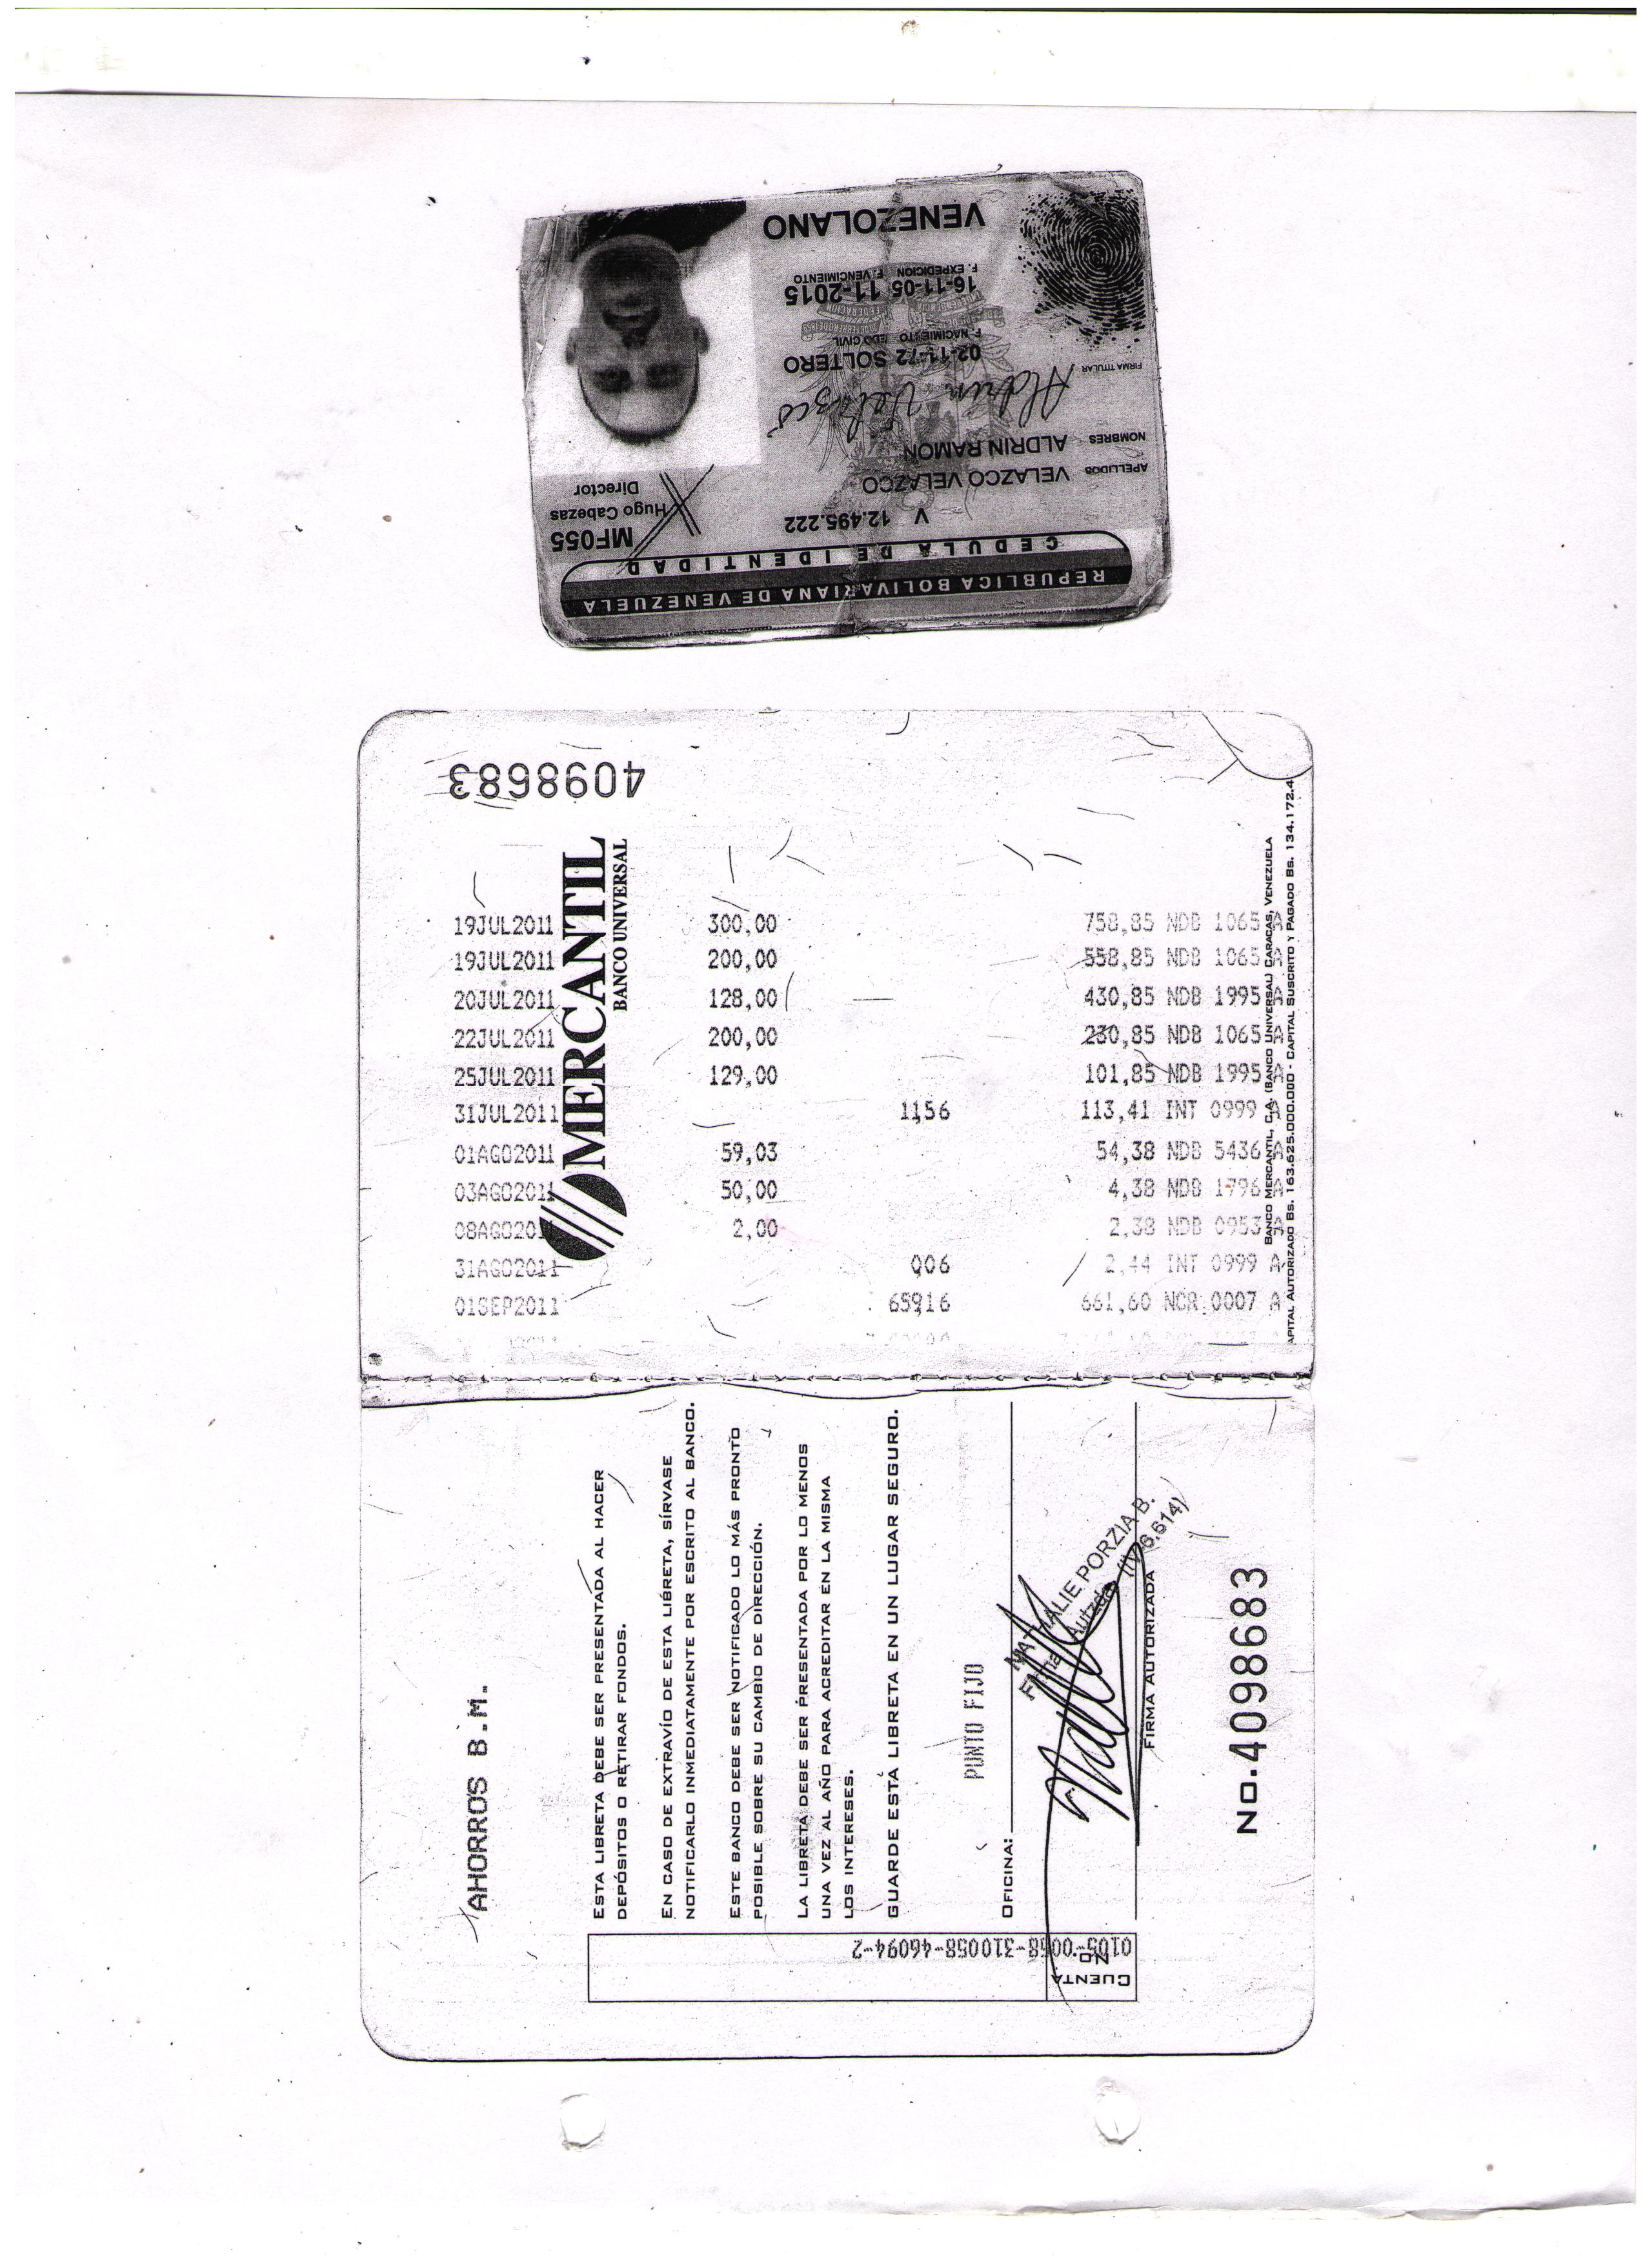 REPUBLICA BOLIVARIANA DE VENEZUELA
CEDULA DE IDENTIDAD
V 12.495.222
MF055
Hugo Cabezas
Director
APELLIDOS VELAZCO VELAZCO
NOMBRES ALDRIN RAMON
FIRMA TITULAR
Aldrin Velazco
02-11-72 SOLTERO
F. NACIMIENTO EDO CIVIL
16-11-05 11-2015
F. EXPEDICION F. VENCIMIENTO
VENEZOLANO
4098683
MERCANTIL
BANCO UNIVERSAL
19JUL2011 300,00 758,85 NDB 1065 A
19JUL2011 200,00 558,85 NDB 1065 A
20JUL2011 128,00 430,85 NDB 1995 A
22JUL2011 200,00 230,85 NDB 1065 A
25JUL2011 129,00 101,85 NDB 1995 A
31JUL2011 11,56 113,41 INT 0999 A
01AGO2011 59,03 54,38 NDB 5436 A
03AGO2011 50,00 4,38 NDB 1796 A
08AGO201 2,00 2,38 NDB 0953 A
31AGO2011 0,06 2,44 INT 0999 A
01SEP2011 659,16 661,60 NCR 0007 A
BANCO MERCANTIL, C.A. (BANCO UNIVERSAL) CARACAS, VENEZUELA
APITAL AUTORIZADO BS. 163.625.000.000 - CAPITAL SUSCRITO Y PAGADO BS. 134.172.4
AHORROS B.M.
ESTA LIBRETA DEBE SER PRESENTADA AL HACER
DEPÓSITOS O RETIRAR FONDOS.
EN CASO DE EXTRAVÍO DE ESTA LIBRETA, SÍRVASE
NOTIFICARLO INMEDIATAMENTE POR ESCRITO AL BANCO.
ESTE BANCO DEBE SER NOTIFICADO LO MÁS PRONTO
POSIBLE SOBRE SU CAMBIO DE DIRECCIÓN.
LA LIBRETA DEBE SER PRESENTADA POR LO MENOS
UNA VEZ AL AÑO PARA ACREDITAR EN LA MISMA
LOS INTERESES.
GUARDE ESTA LIBRETA EN UN LUGAR SEGURO.
PUNTO FIJO
OFICINA:
NATHALIE PORZIA B.
Firma Autzda. 6.614)
FIRMA AUTORIZADA
CUENTA NO
0105-0058-310058-46094-2
NO.4098683